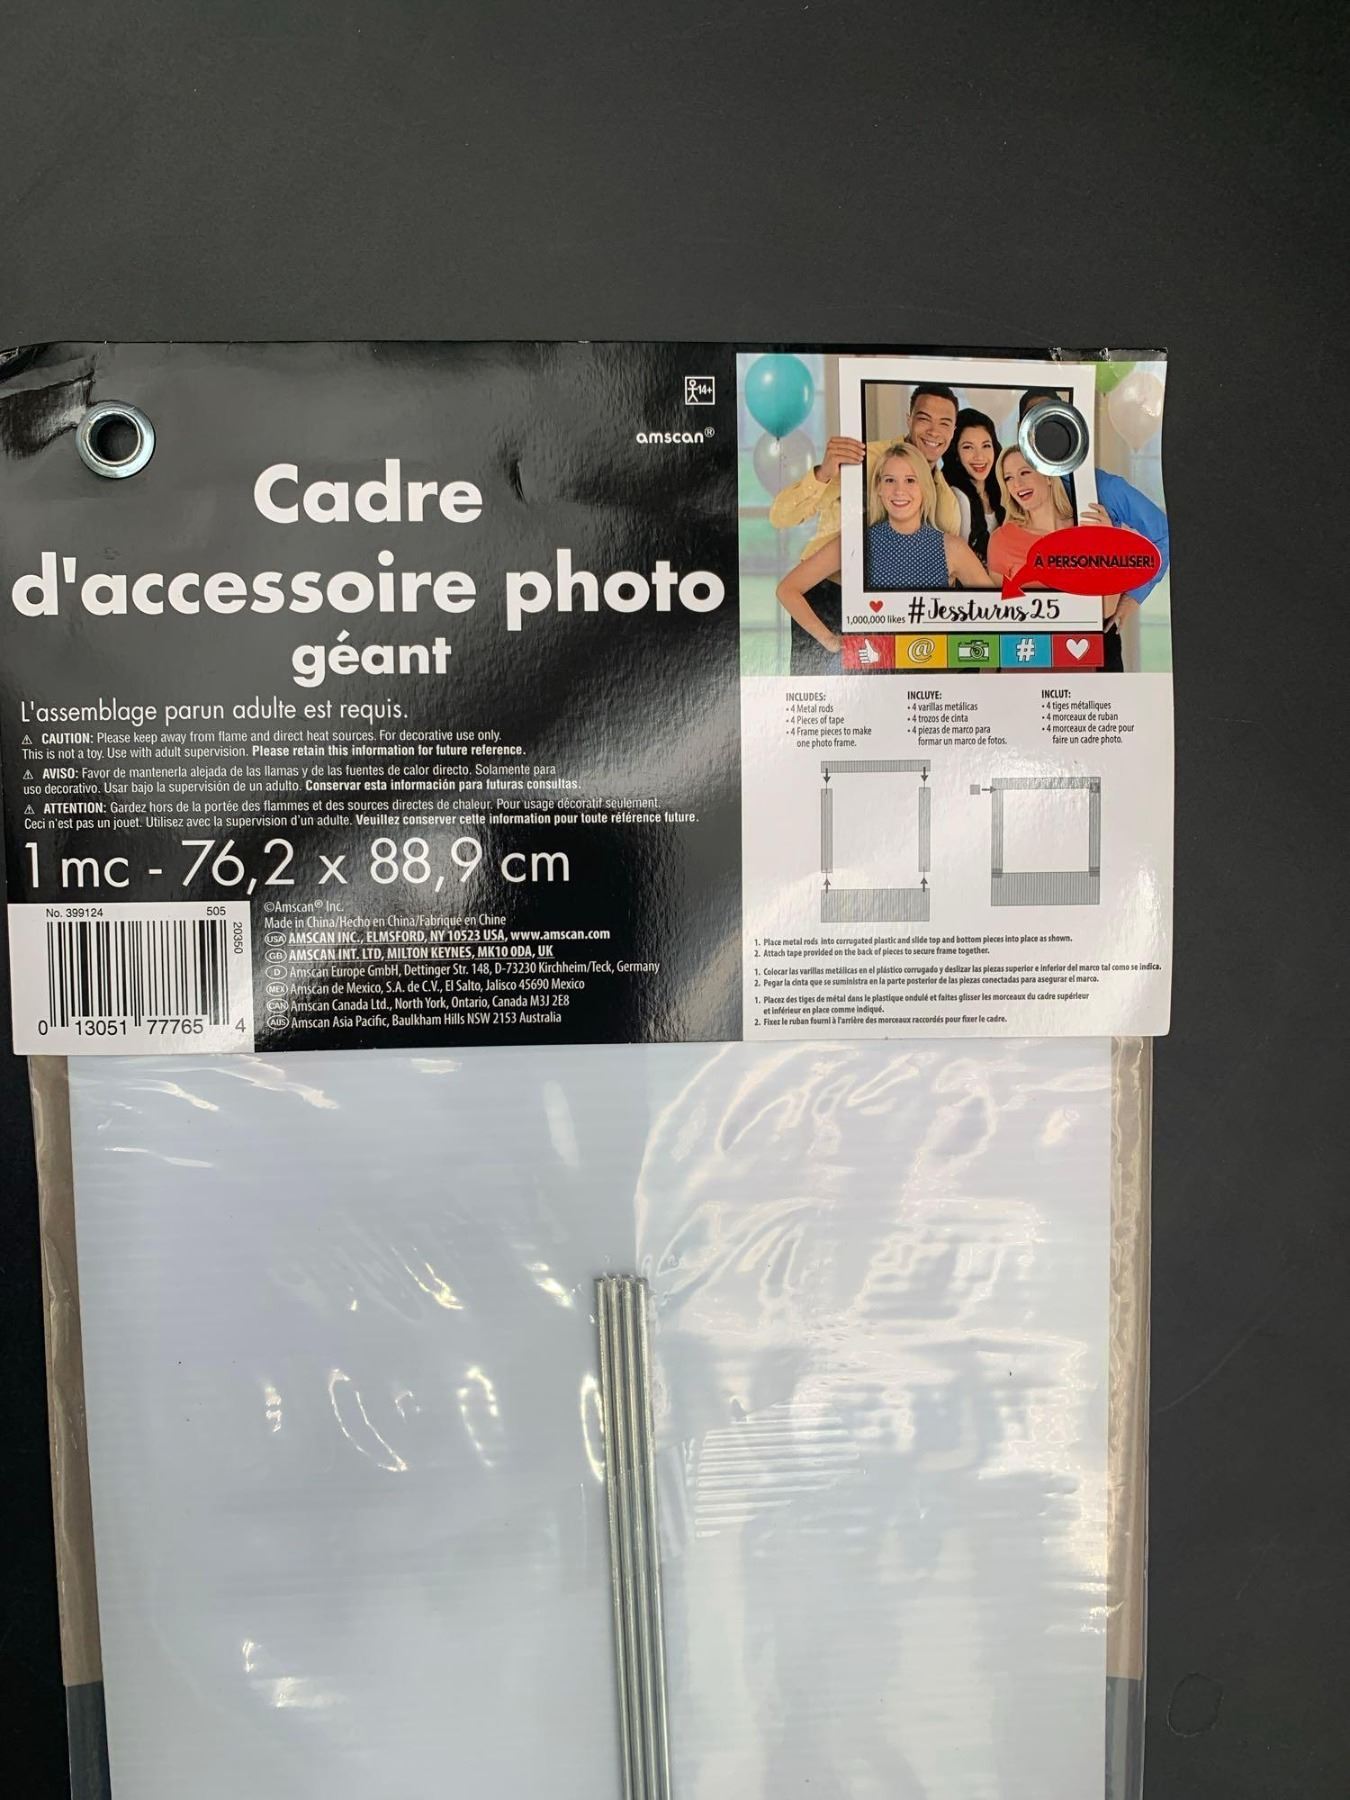 14+
amscan®
Cadre
d'accessoire photo
géant
L'assemblage parun adulte est requis.
⚠ CAUTION: Please keep away from flame and direct heat sources. For decorative use only.
This is not a toy. Use with adult supervision. Please retain this information for future reference.
⚠ AVISO: Favor de mantenerla alejada de las llamas y de las fuentes de calor directo. Solamente para
uso decorativo. Usar bajo la supervisión de un adulto. Conservar esta información para futuras consultas.
⚠ ATTENTION: Gardez hors de la portée des flammes et des sources directes de chaleur. Pour usage décoratif seulement.
Ceci n'est pas un jouet. Utilisez avec la supervision d'un adulte. Veuillez conserver cette information pour toute référence future.
1 mc - 76,2 x 88,9 cm
No. 399124
505
20350
0 13051 77765 4
©Amscan® Inc.
Made in China/Hecho en China/Fabriqué en Chine
USA AMSCAN INC., ELMSFORD, NY 10523 USA, www.amscan.com
GB AMSCAN INT. LTD, MILTON KEYNES, MK10 0DA, UK
D Amscan Europe GmbH, Dettinger Str. 148, D-73230 Kirchheim/Teck, Germany
MEX Amscan de Mexico, S.A. de C.V., El Salto, Jalisco 45690 Mexico
CAN Amscan Canada Ltd., North York, Ontario, Canada M3J 2E8
AUS Amscan Asia Pacific, Baulkham Hills NSW 2153 Australia
À PERSONNALISER!
1,000,000 likes #Jessturns25
@ #
INCLUDES:
• 4 Metal rods
• 4 Pieces of tape
• 4 Frame pieces to make
one photo frame.
INCLUYE:
• 4 varillas metálicas
• 4 trozos de cinta
• 4 piezas de marco para
formar un marco de fotos.
INCLUT:
• 4 tiges métalliques
• 4 morceaux de ruban
• 4 morceaux de cadre pour
faire un cadre photo.
1. Place metal rods into corrugated plastic and slide top and bottom pieces into place as shown.
2. Attach tape provided on the back of pieces to secure frame together.
1. Colocar las varillas metálicas en el plástico corrugado y deslizar las piezas superior e inferior del marco tal como se indica.
2. Pegar la cinta que se suministra en la parte posterior de las piezas conectadas para asegurar el marco.
1. Placez des tiges de métal dans le plastique ondulé et faites glisser les morceaux du cadre supérieur
et inférieur en place comme indiqué.
2. Fixez le ruban fourni à l'arrière des morceaux raccordés pour fixer le cadre.